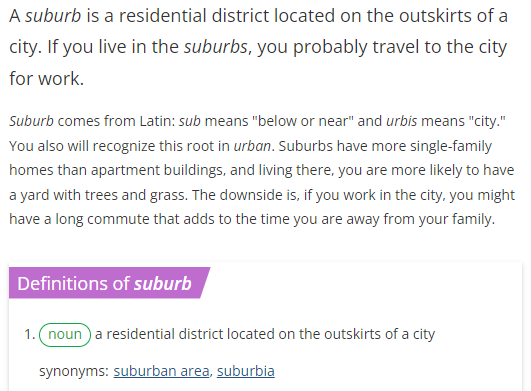 A suburb is a residential district located on the outskirts of a
city. If you live in the suburbs, you probably travel to the city
for work.
Suburb comes from Latin: sub means "below or near" and urbis means "city."
You also will recognize this root in urban. Suburbs have more single-family
homes than apartment buildings, and living there, you are more likely to have
a yard with trees and grass. The downside is, if you work in the city, you might
have a long commute that adds to the time you are away from your family.
Definitions of suburb
1. noun a residential district located on the outskirts of a city
synonyms: suburban area, suburbia